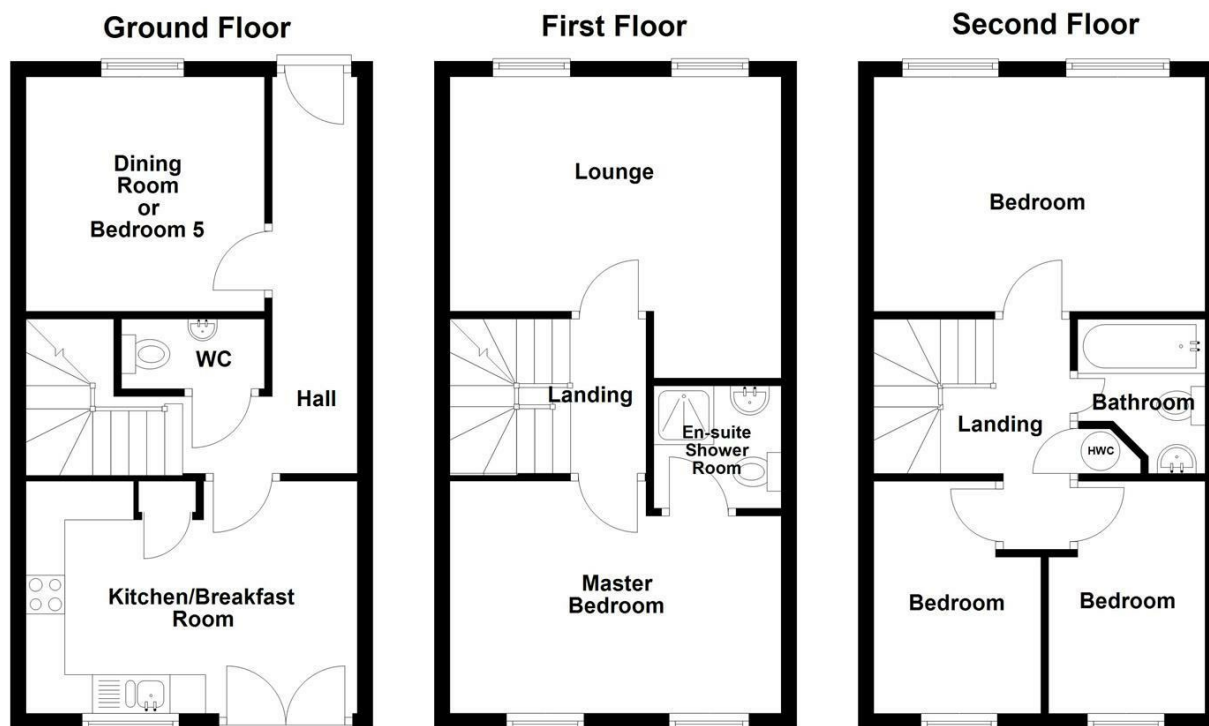 Ground Floor
Dining
Room
or
Bedroom 5
WC
Hall
Kitchen/Breakfast
Room
First Floor
Lounge
Landing
En-suite
Shower
Room
Master
Bedroom
Second Floor
Bedroom
Bathroom
Landing
HWC
Bedroom
Bedroom